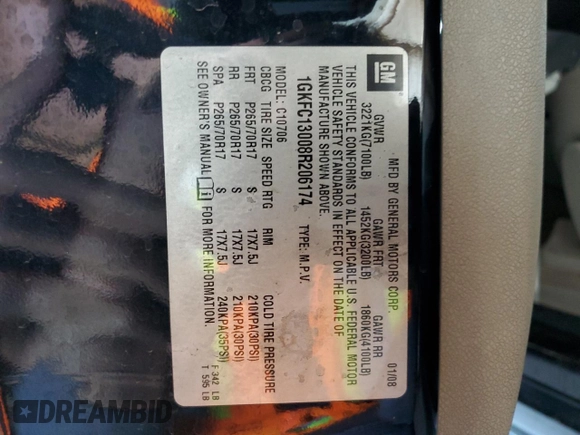 GM
MFD BY GENERAL MOTORS CORP. 01/08
GVWR GAWR FRT GAWR RR
3221KG(7100LB) 1452KG(3200LB) 1860KG(4100LB)
THIS VEHICLE CONFORMS TO ALL APPLICABLE U.S. FEDERAL MOTOR
VEHICLE SAFETY STANDARDS IN EFFECT ON THE DATE OF
MANUFACTURE SHOWN ABOVE.
1GKFC13008R206174 TYPE: M.P.V.
MODEL: C10706
CBCG TIRE SIZE SPEED RTG RIM COLD TIRE PRESSURE
FRT P265/70R17 S 17X7.5J 210KPA(30PSI)
RR P265/70R17 S 17X7.5J 210KPA(30PSI)
SPA P265/70R17 S 17X7.5J 240KPA(35PSI)
SEE OWNER'S MANUAL i FOR MORE INFORMATION.
F 342 LB
T 595 LB
DREAMBID